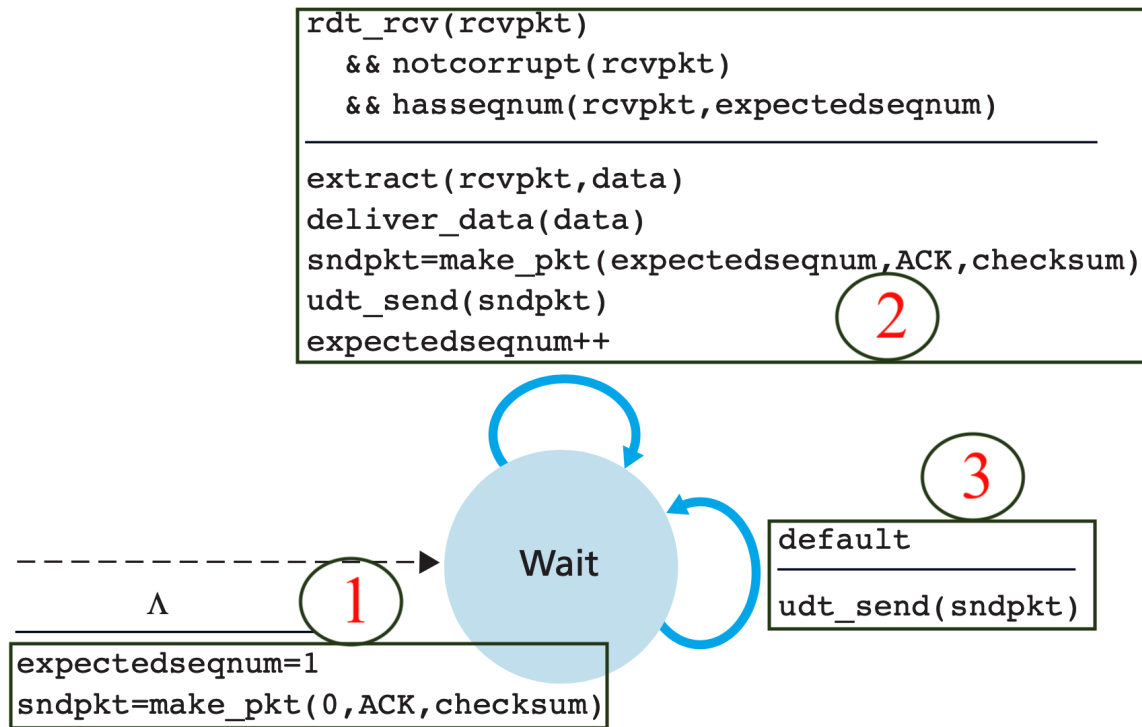 rdt_rcv(rcvpkt)
&& notcorrupt(rcvpkt)
&& hasseqnum(rcvpkt,expectedseqnum)
extract(rcvpkt,data)
deliver_data(data)
sndpkt=make_pkt(expectedseqnum,ACK,checksum)
udt_send(sndpkt)
expectedseqnum++
2
3
default
udt_send(sndpkt)
Wait
1
Λ
expectedseqnum=1
sndpkt=make_pkt(0,ACK,checksum)